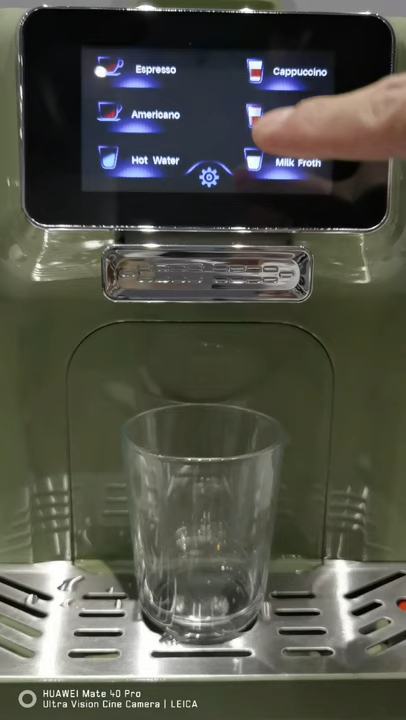 Espresso
Cappuccino
Americano
Hot Water
Milk Froth
HUAWEI Mate 40 Pro
Ultra Vision Cine Camera | LEICA